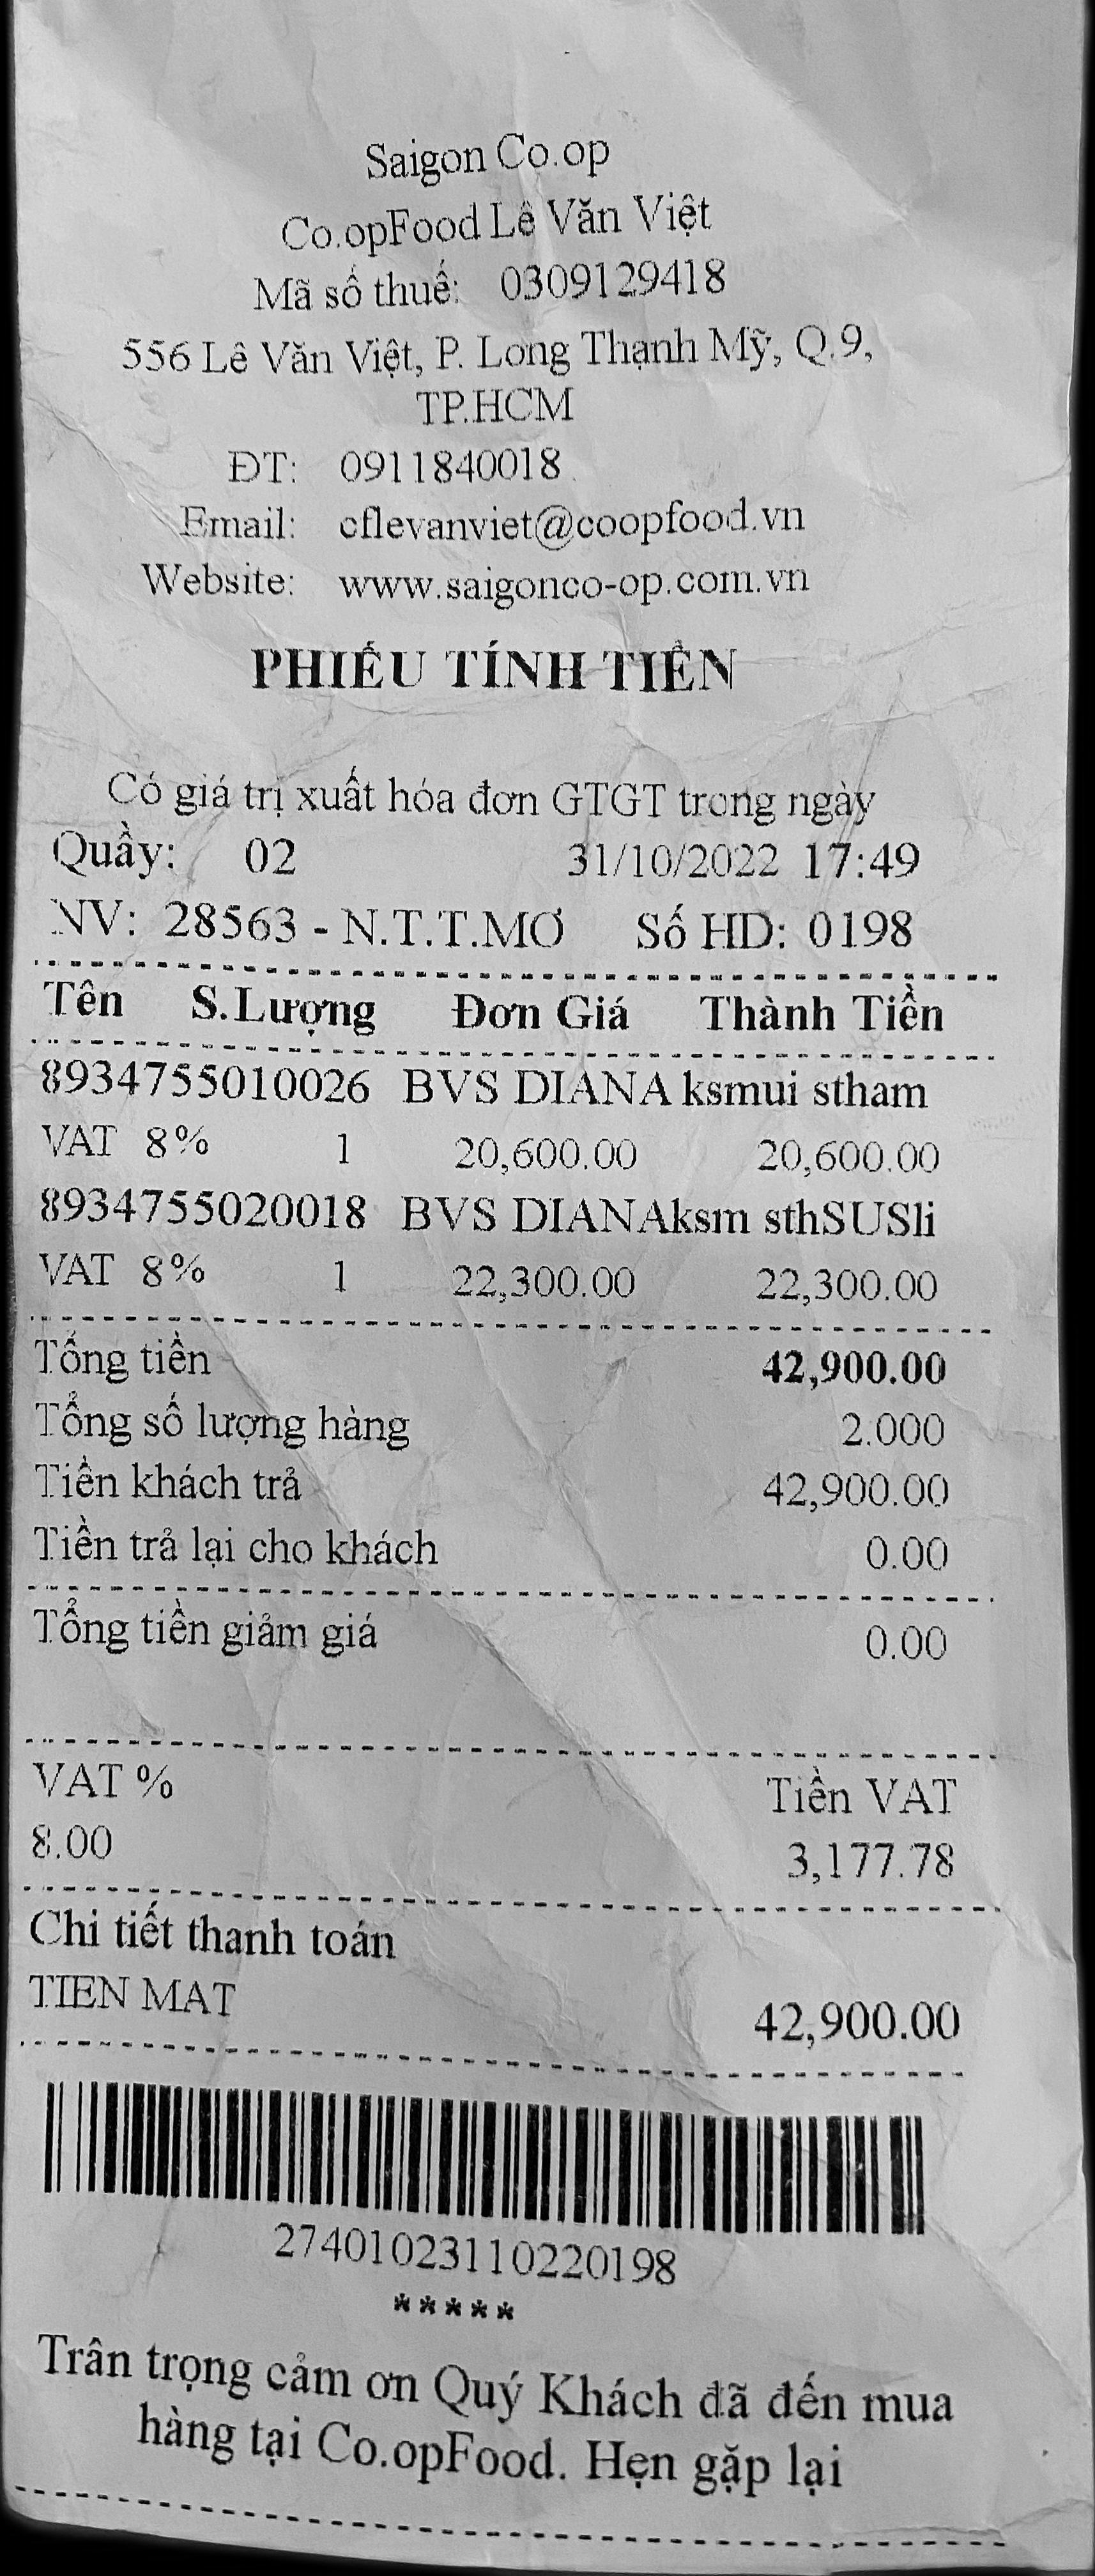 Saigon Co.op
Co.opFood Lê Văn Việt
Mã số thuế: 0309129418
556 Lê Văn Việt, P. Long Thạnh Mỹ, Q.9,
TP.HCM
ĐT: 0911840018
Email: cflevanviet@coopfood.vn
Website: www.saigonco-op.com.vn
PHIẾU TÍNH TIỀN
Có giá trị xuất hóa đơn GTGT trong ngày
Quầy: 02 31/10/2022 17:49
NV: 28563 - N.T.T.MƠ Số HD: 0198
Tên S.Lượng Đơn Giá Thành Tiền
8934755010026 BVS DIANA ksmui stham
VAT 8% 1 20,600.00 20,600.00
8934755020018 BVS DIANAksm sthSUSli
VAT 8% 1 22,300.00 22,300.00
Tổng tiền 42,900.00
Tổng số lượng hàng 2.000
Tiền khách trả 42,900.00
Tiền trả lại cho khách 0.00
Tổng tiền giảm giá 0.00
VAT % Tiền VAT
8.00 3,177.78
Chi tiết thanh toán
TIEN MAT 42,900.00
27401023110220198
*****
Trân trọng cảm ơn Quý Khách đã đến mua
hàng tại Co.opFood. Hẹn gặp lại